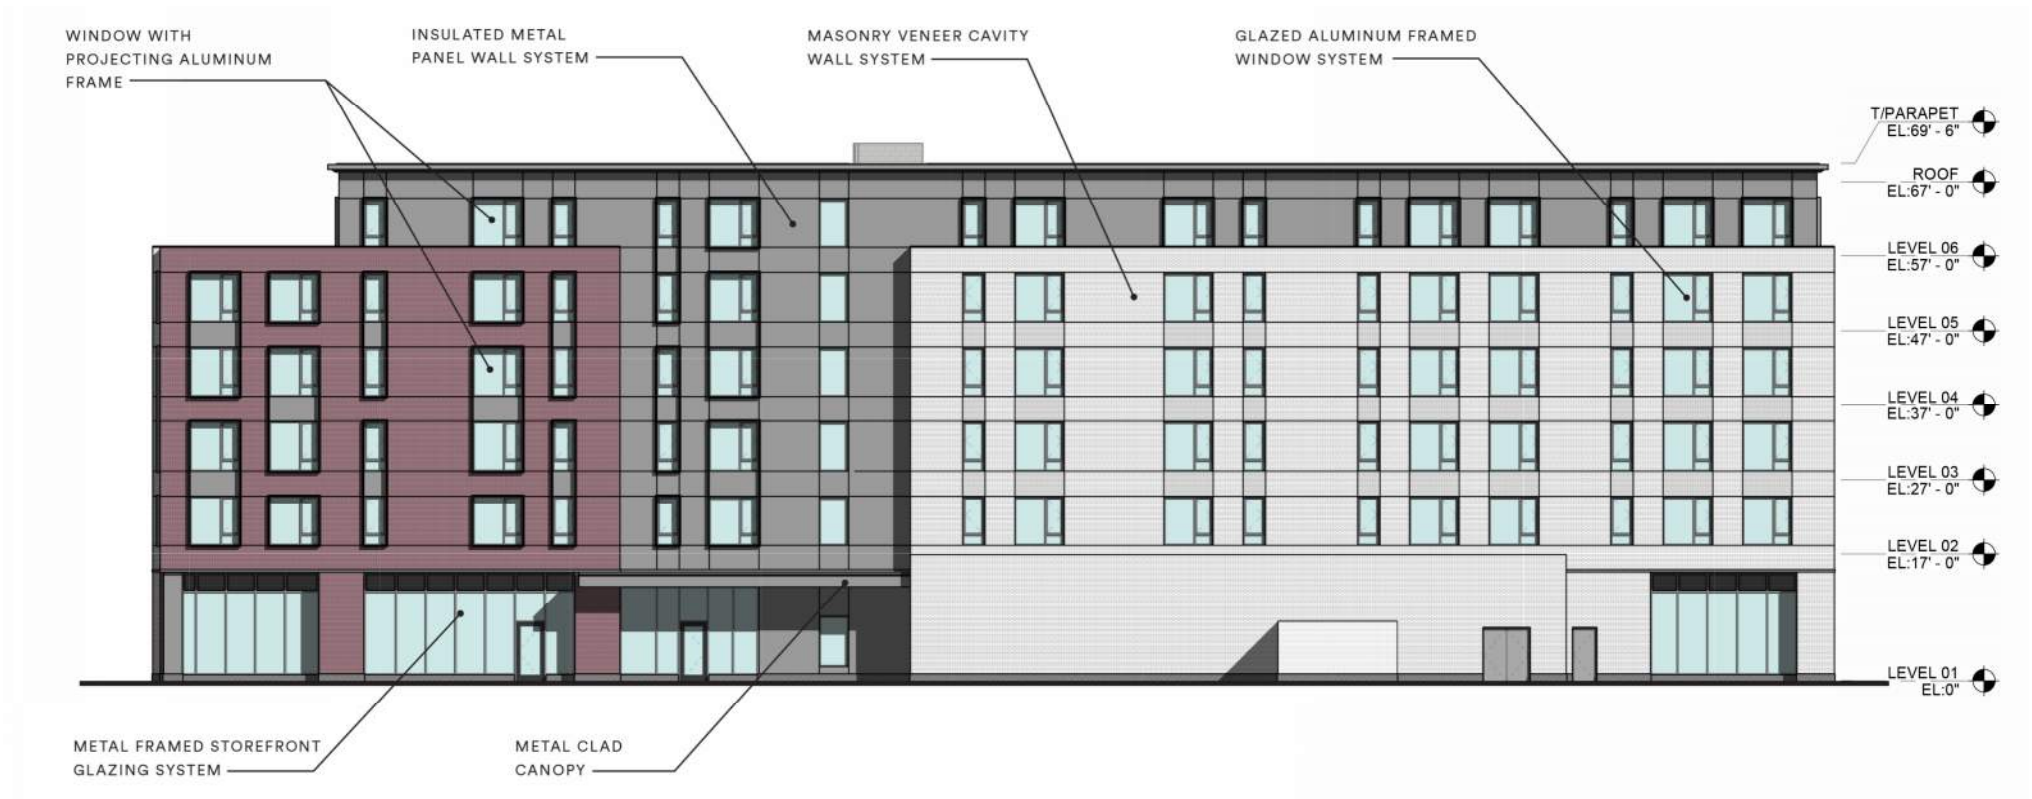 WINDOW WITH
PROJECTING ALUMINUM
FRAME
INSULATED METAL
PANEL WALL SYSTEM
MASONRY VENEER CAVITY
WALL SYSTEM
GLAZED ALUMINUM FRAMED
WINDOW SYSTEM
T/PARAPET
EL:69' - 6"
ROOF
EL:67' - 0"
LEVEL 06
EL:57' - 0"
LEVEL 05
EL:47' - 0"
LEVEL 04
EL:37' - 0"
LEVEL 03
EL:27' - 0"
LEVEL 02
EL:17' - 0"
LEVEL 01
EL:0"
METAL FRAMED STOREFRONT
GLAZING SYSTEM
METAL CLAD
CANOPY